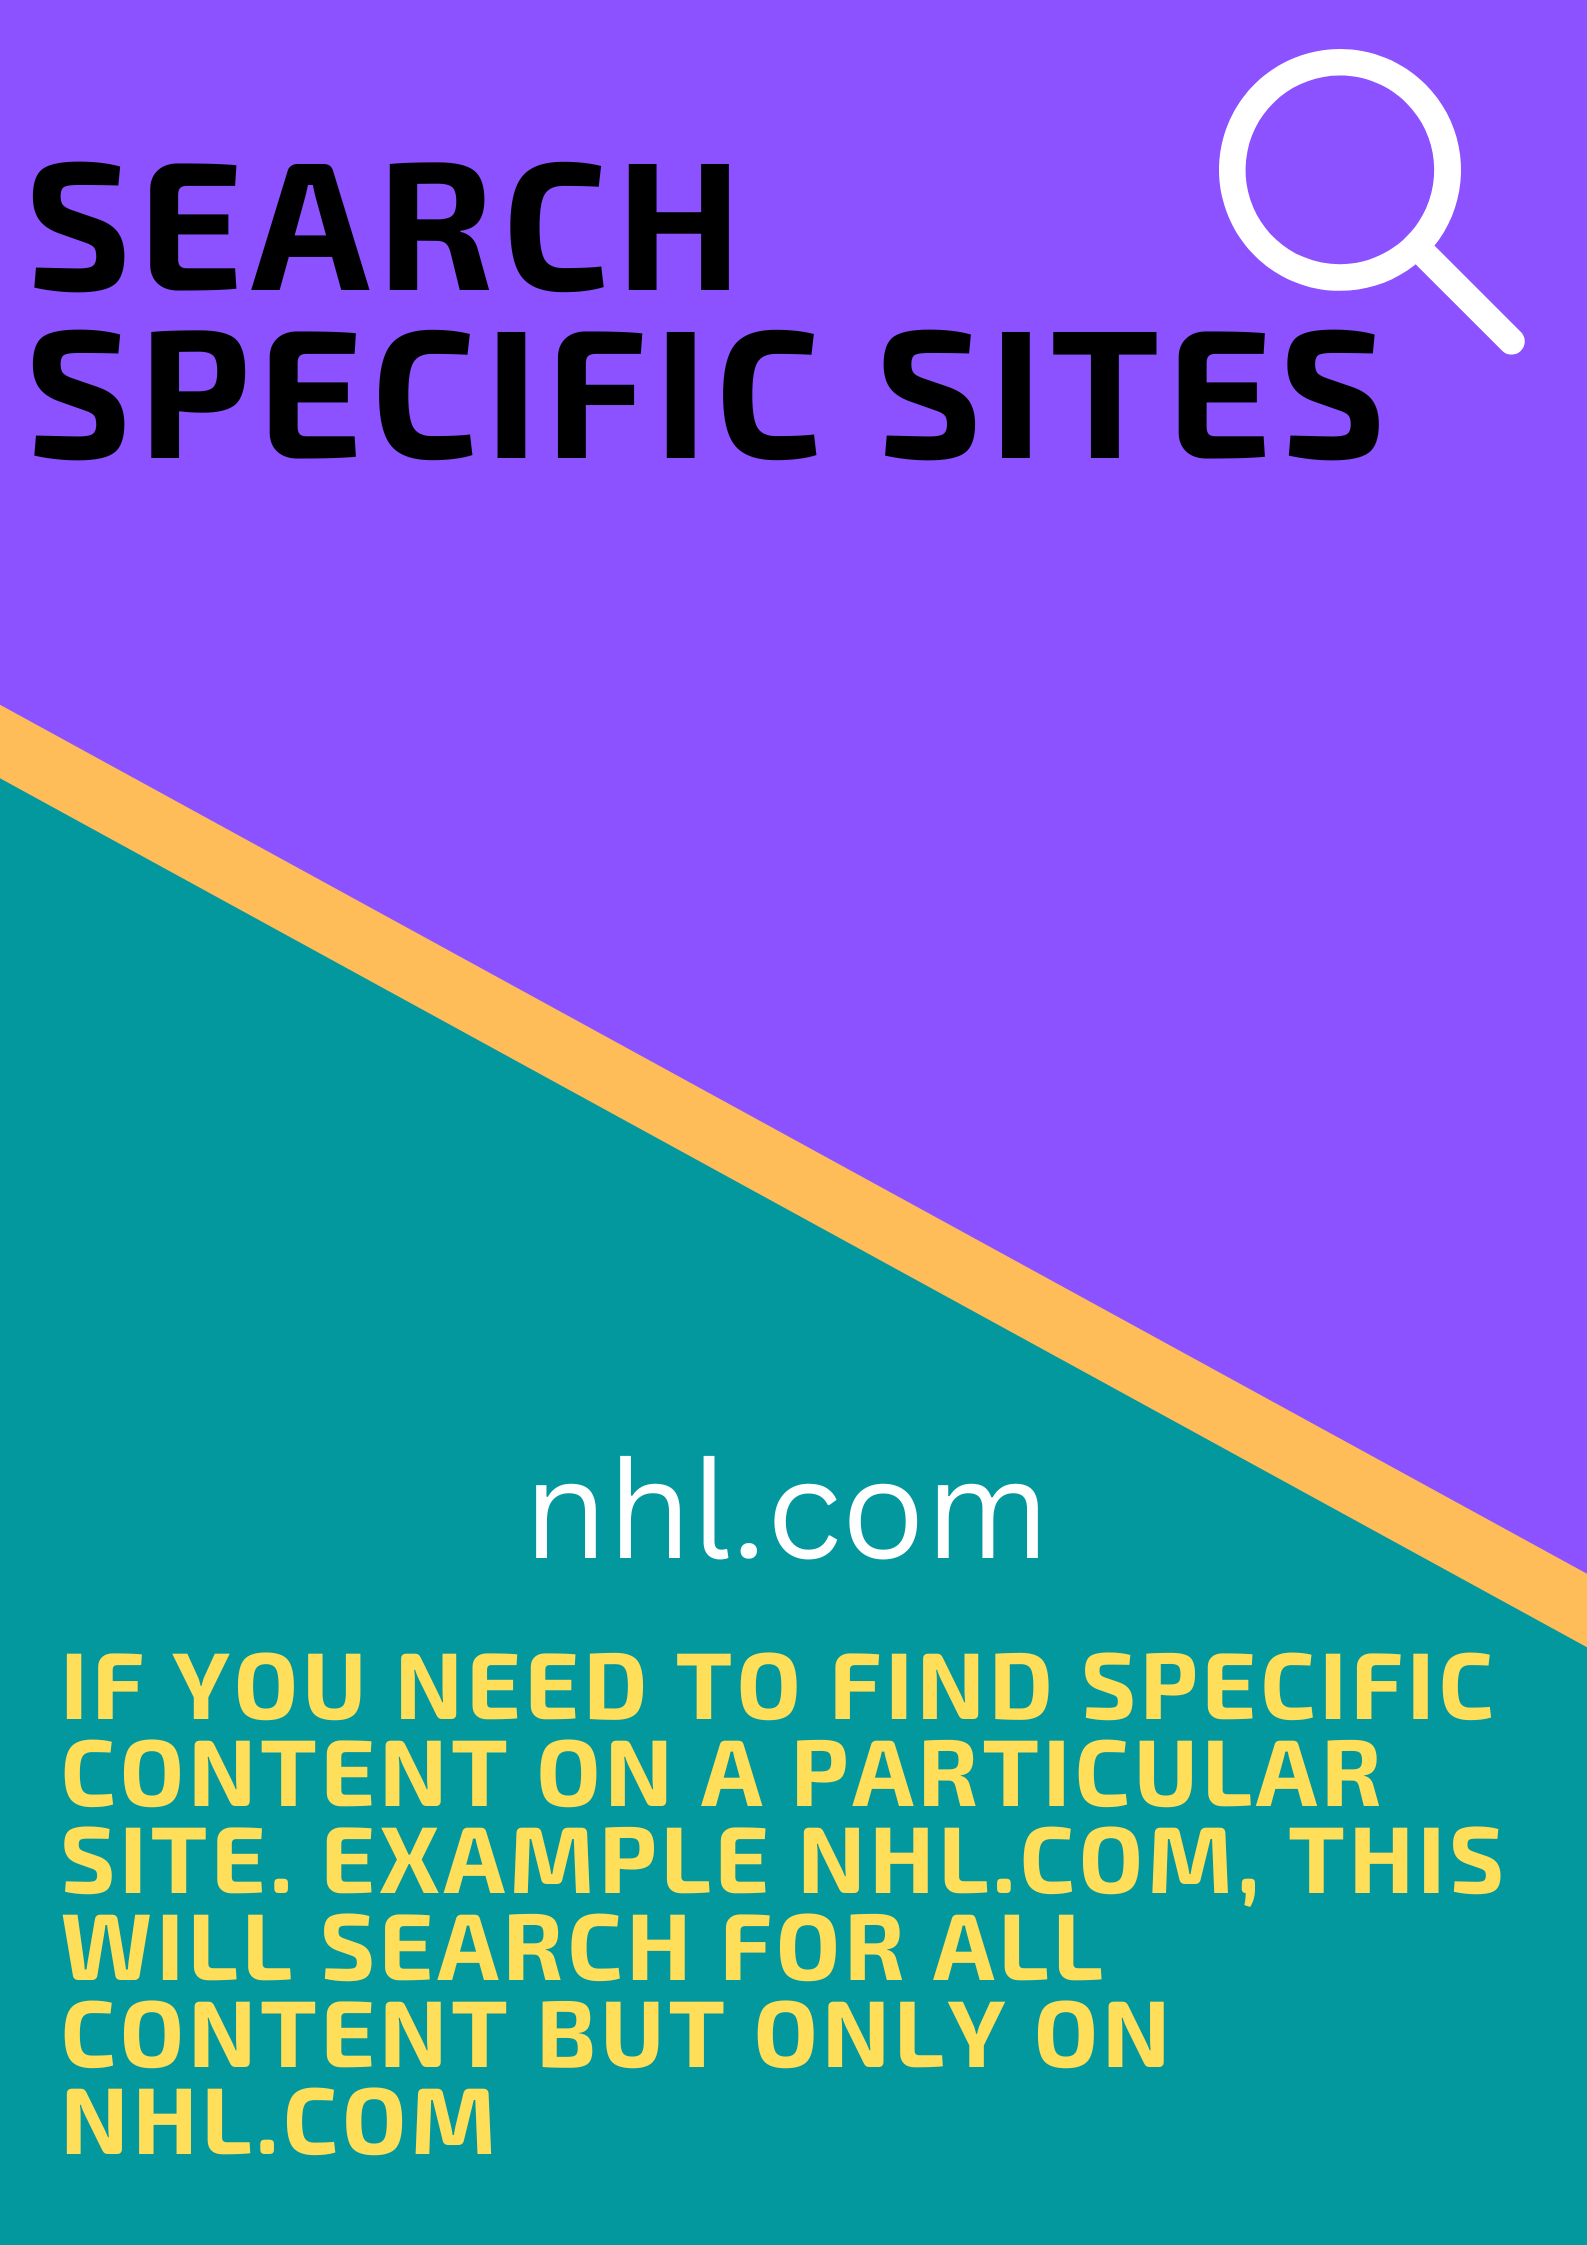 SEARCH
SPECIFIC SITES
nhl.com
IF YOU NEED TO FIND SPECIFIC
CONTENT ON A PARTICULAR
SITE. EXAMPLE NHL.COM, THIS
WILL SEARCH FOR ALL
CONTENT BUT ONLY ON
NHL.COM